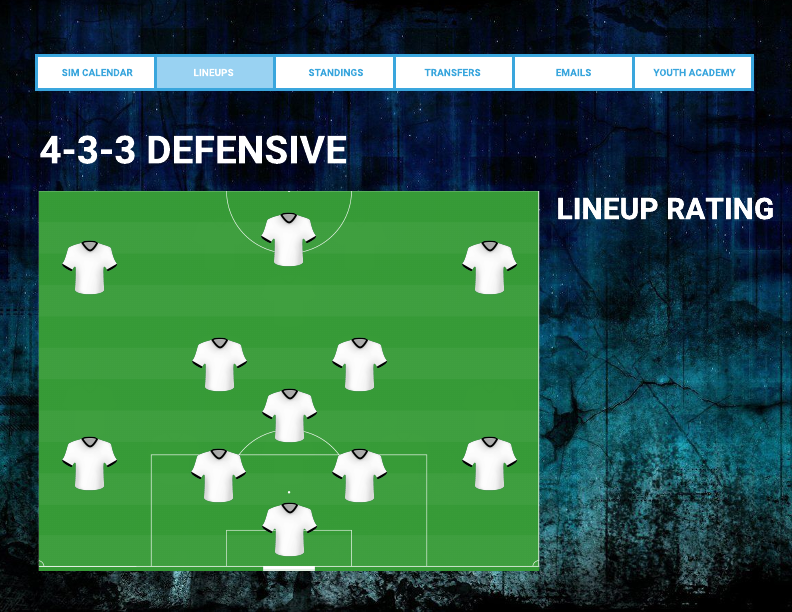 SIM CALENDAR
LINEUPS
STANDINGS
TRANSFERS
EMAILS
YOUTH ACADEMY
4-3-3 DEFENSIVE
LINEUP RATING